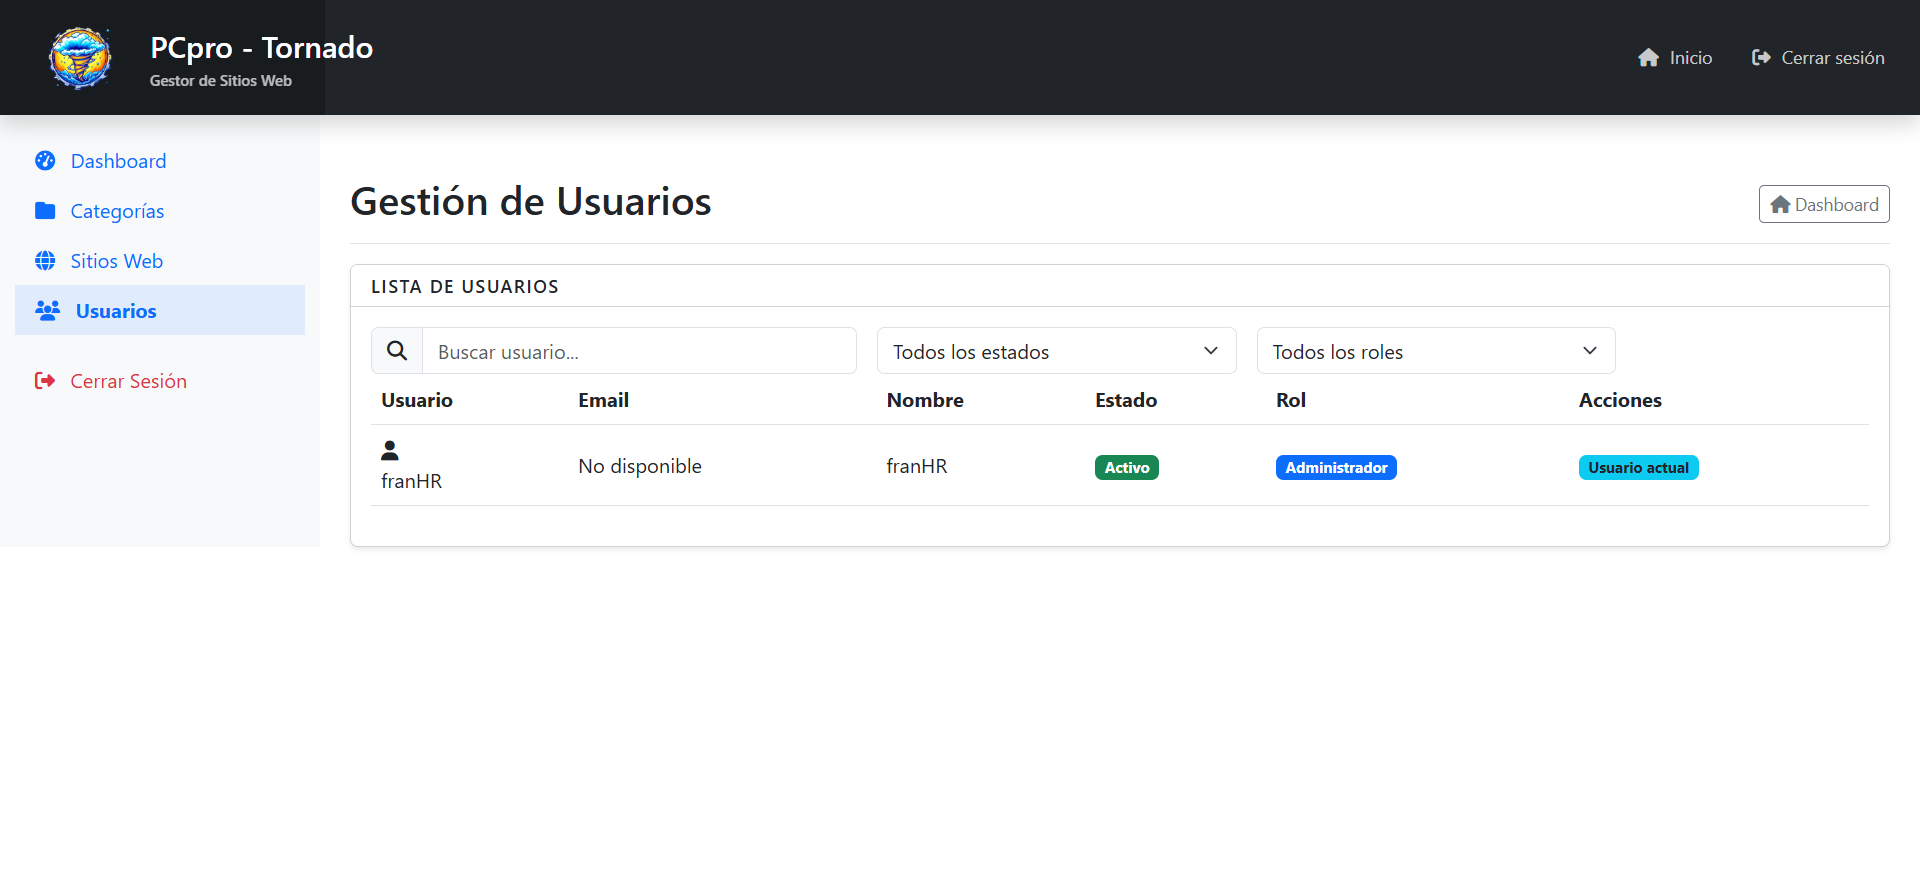 PCpro - Tornado
Gestor de Sitios Web
Inicio
Cerrar sesión
Dashboard
Categorías
Sitios Web
Usuarios
Cerrar Sesión
Gestión de Usuarios
Dashboard
LISTA DE USUARIOS
Buscar usuario...
Todos los estados
Todos los roles
Usuario Email Nombre Estado Rol Acciones
franHR No disponible franHR Activo Administrador Usuario actual